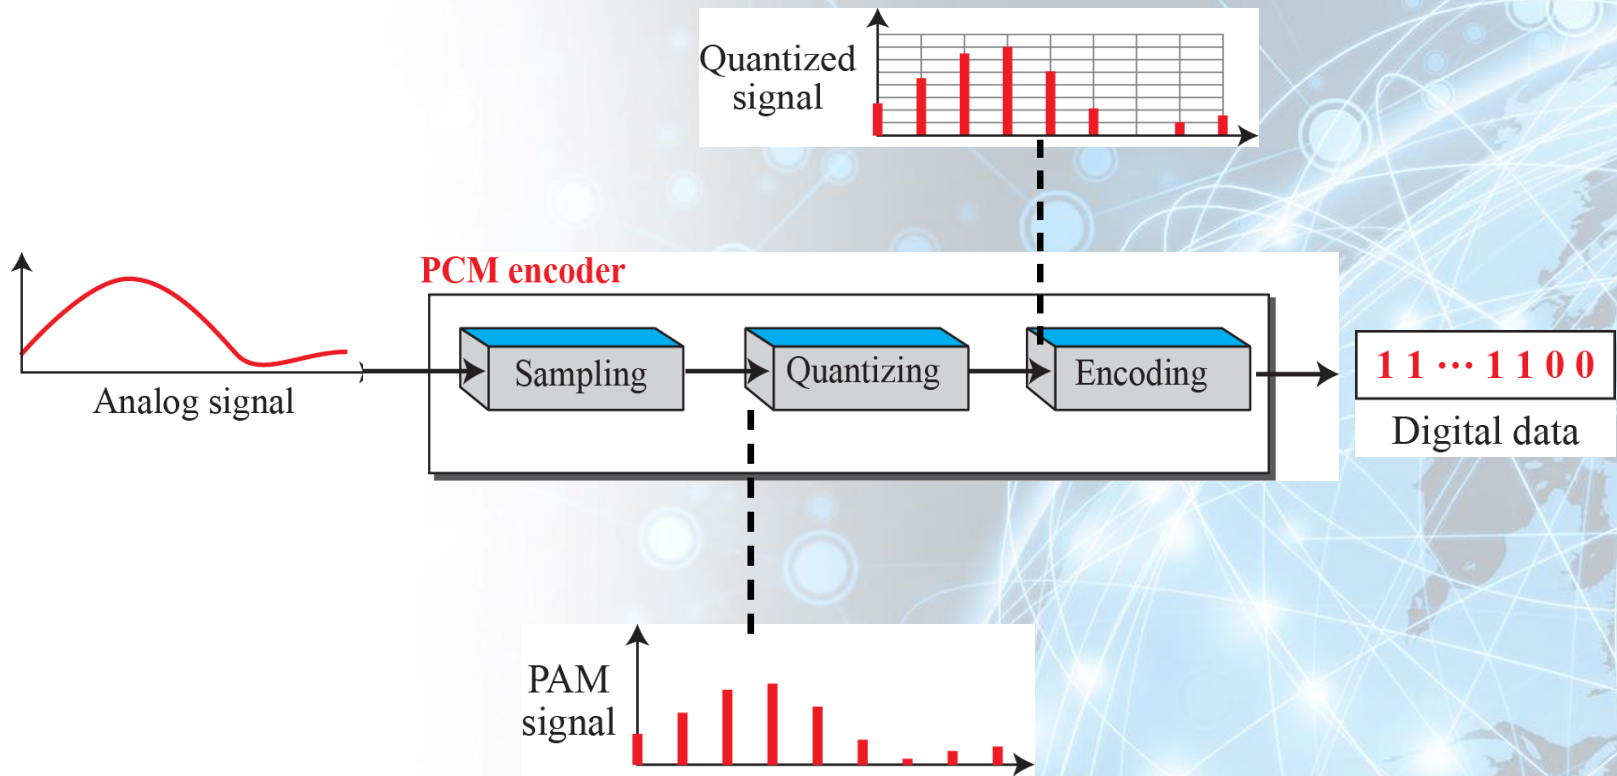 Quantized
signal
PCM encoder
Sampling
Quantizing
Encoding
1 1 ··· 1 1 0 0
Analog signal
Digital data
PAM
signal